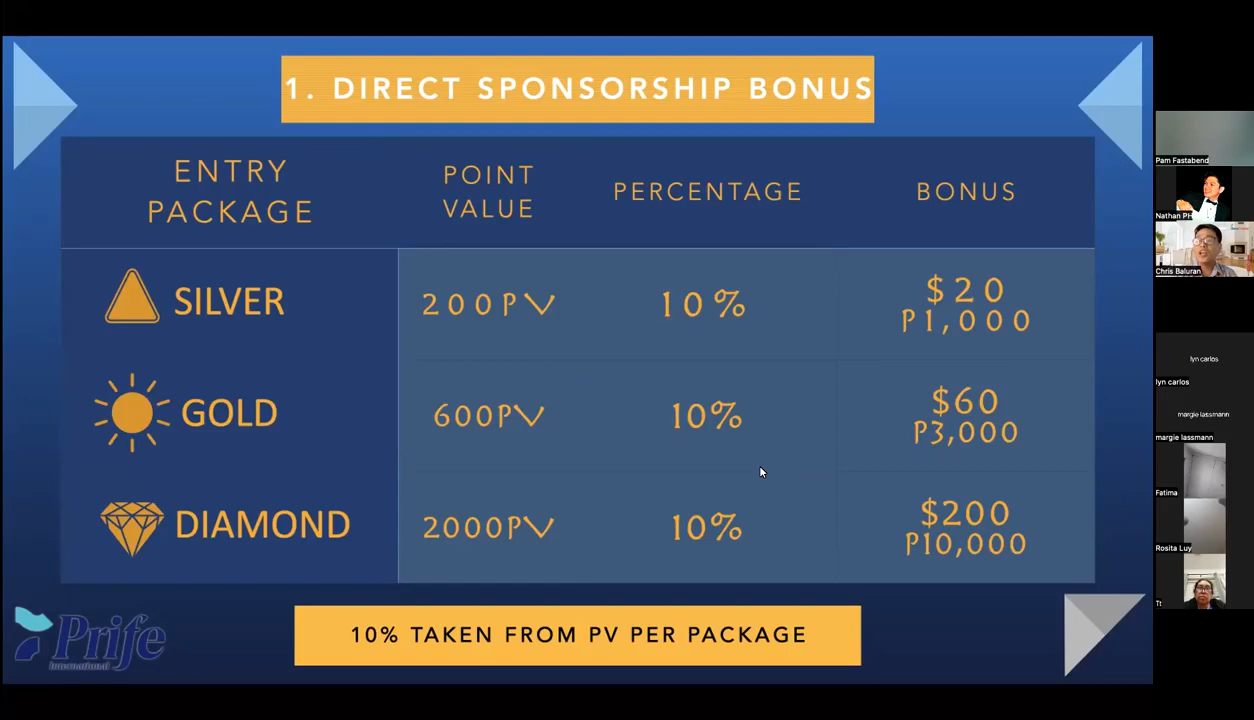 1. DIRECT SPONSORSHIP BONUS
ENTRY
PACKAGE
POINT
VALUE
PERCENTAGE
BONUS
SILVER
200PV
10%
$20
P1,000
GOLD
600PV
10%
$60
P3,000
DIAMOND
2000PV
10%
$200
P10,000
10% TAKEN FROM PV PER PACKAGE
Prife
International
Pam Fastabend
Nathan PH
Chris Baluran
lyn carlos
lyn carlos
margie lassmann
margie lassmann
Fatima
Rosita Luy
Tt